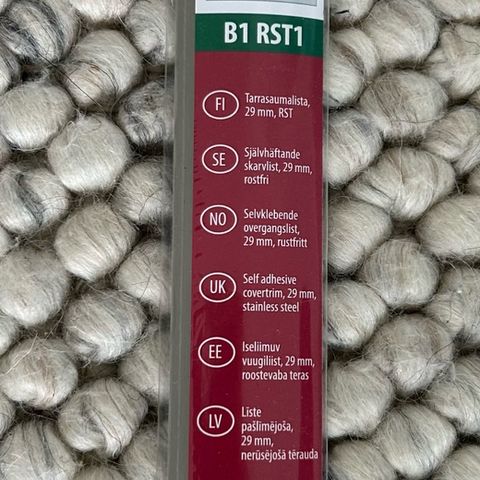 B1 RST1
FI
Tarrasaumalista,
29 mm, RST
SE
Självhäftande
skarvlist, 29 mm,
rostfri
NO
Selvklebende
overgangslist,
29 mm, rustfritt
UK
Self adhesive
covertrim, 29 mm,
stainless steel
EE
Iseliimuv
vuugiliist, 29 mm,
roostevaba teras
LV
Līste
pašlīmējoša,
29 mm,
nerūsējošā tērauda